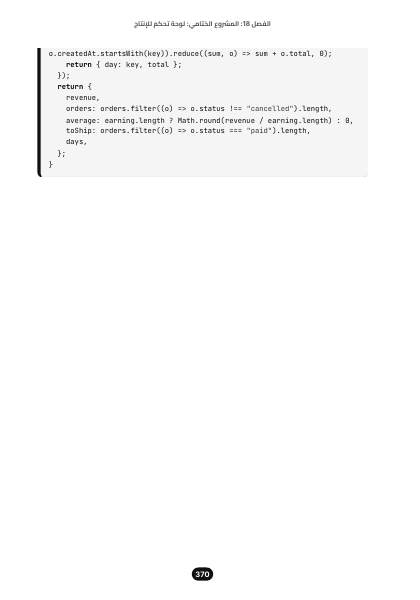 الفصل 18: المشروع الختامي: لوحة تحكم للإنتاج
o.createdAt.startsWith(key)).reduce((sum, o) => sum + o.total, 0);
    return { day: key, total };
  });
  return {
    revenue,
    orders: orders.filter((o) => o.status !== "cancelled").length,
    average: earning.length ? Math.round(revenue / earning.length) : 0,
    toShip: orders.filter((o) => o.status === "paid").length,
    days,
  };
}
370